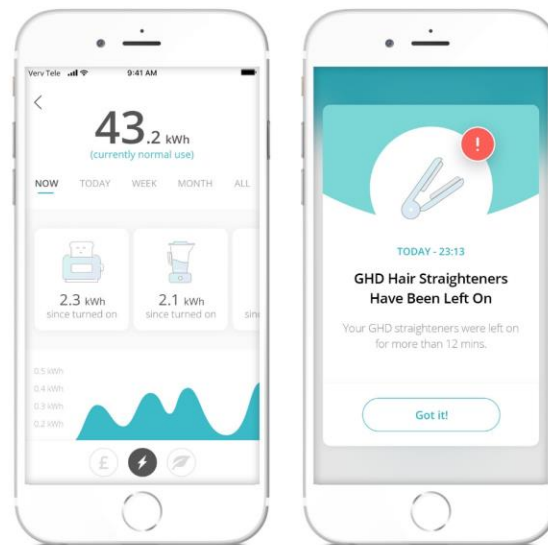 Verv Tele
9:41 AM
43.2 kWh
(currently normal use)
NOW TODAY WEEK MONTH ALL
2.3 kWh
since turned on
2.1 kWh
since turned on
0.5 kWh
0.4 kWh
0.3 kWh
0.2 kWh
£
!
TODAY - 23:13
GHD Hair Straighteners
Have Been Left On
Your GHD straighteners were left on
for more than 12 mins.
Got it!